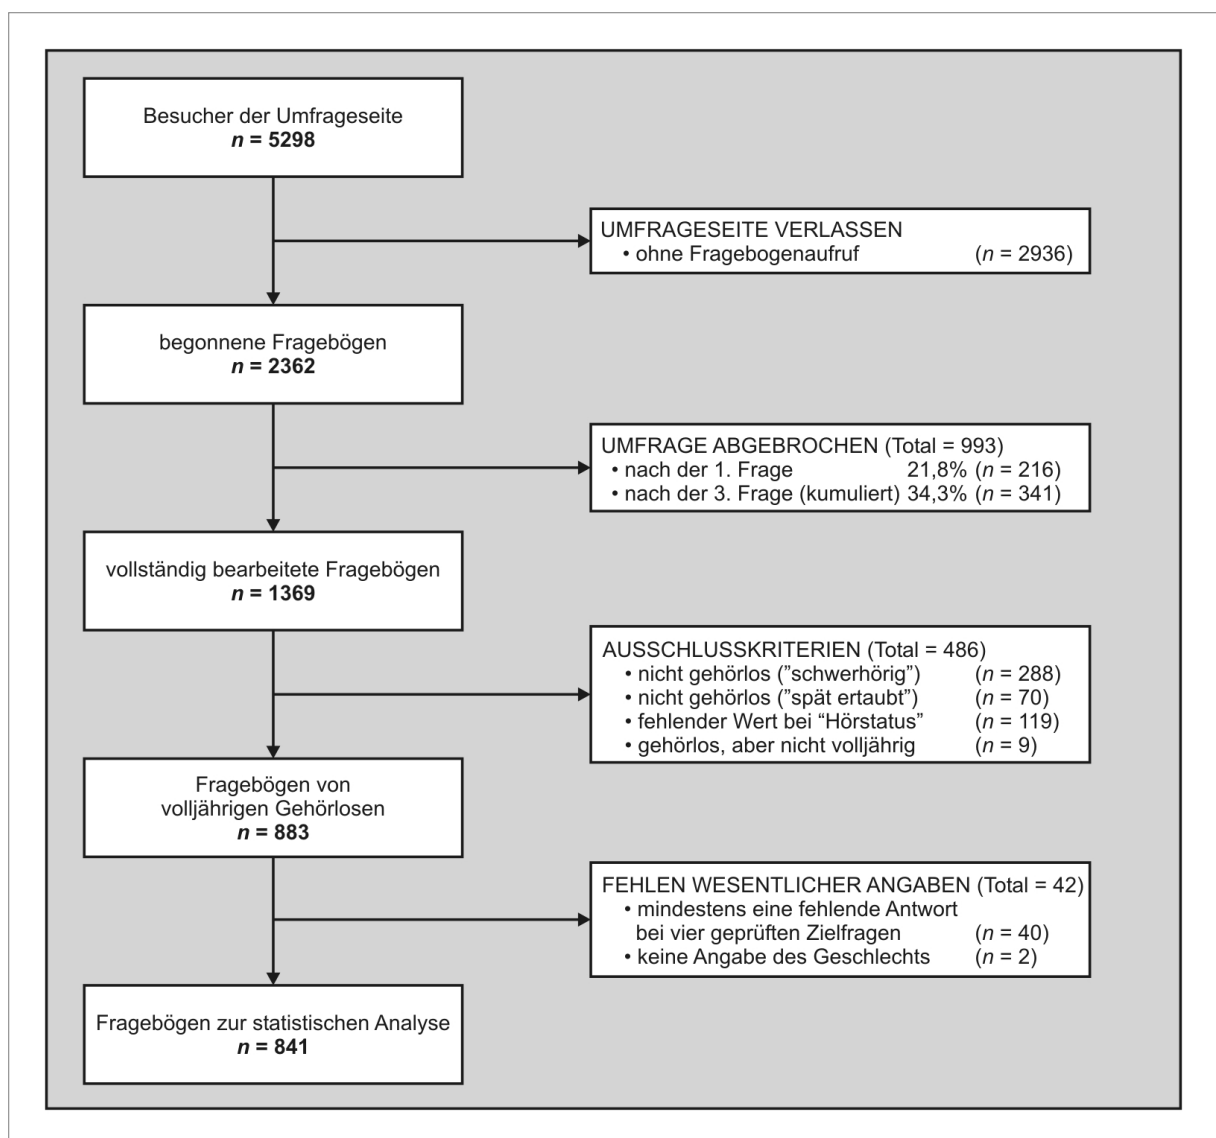 Besucher der Umfrageseite
n = 5298
UMFRAGESEITE VERLASSEN
• ohne Fragebogenaufruf (n = 2936)
begonnene Fragebögen
n = 2362
UMFRAGE ABGEBROCHEN (Total = 993)
• nach der 1. Frage 21,8% (n = 216)
• nach der 3. Frage (kumuliert) 34,3% (n = 341)
vollständig bearbeitete Fragebögen
n = 1369
AUSSCHLUSSKRITERIEN (Total = 486)
• nicht gehörlos (”schwerhörig”) (n = 288)
• nicht gehörlos (”spät ertaubt”) (n = 70)
• fehlender Wert bei “Hörstatus” (n = 119)
• gehörlos, aber nicht volljährig (n = 9)
Fragebögen von
volljährigen Gehörlosen
n = 883
FEHLEN WESENTLICHER ANGABEN (Total = 42)
• mindestens eine fehlende Antwort
bei vier geprüften Zielfragen (n = 40)
• keine Angabe des Geschlechts (n = 2)
Fragebögen zur statistischen Analyse
n = 841